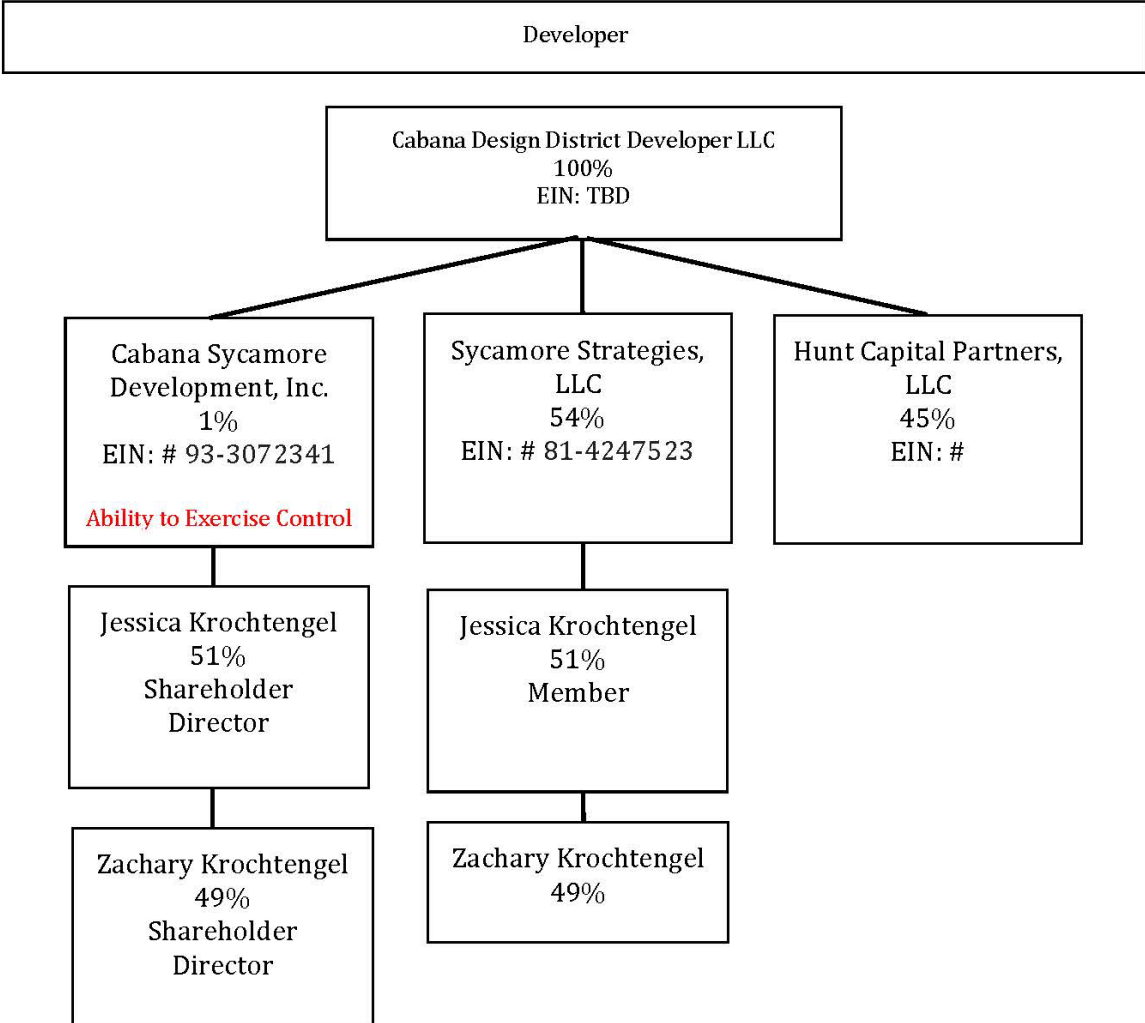 Developer
Cabana Design District Developer LLC
100%
EIN: TBD
Cabana Sycamore
Development, Inc.
1%
EIN: # 93-3072341
Ability to Exercise Control
Sycamore Strategies,
LLC
54%
EIN: # 81-4247523
Hunt Capital Partners,
LLC
45%
EIN: #
Jessica Krochtengel
51%
Shareholder
Director
Jessica Krochtengel
51%
Member
Zachary Krochtengel
49%
Shareholder
Director
Zachary Krochtengel
49%